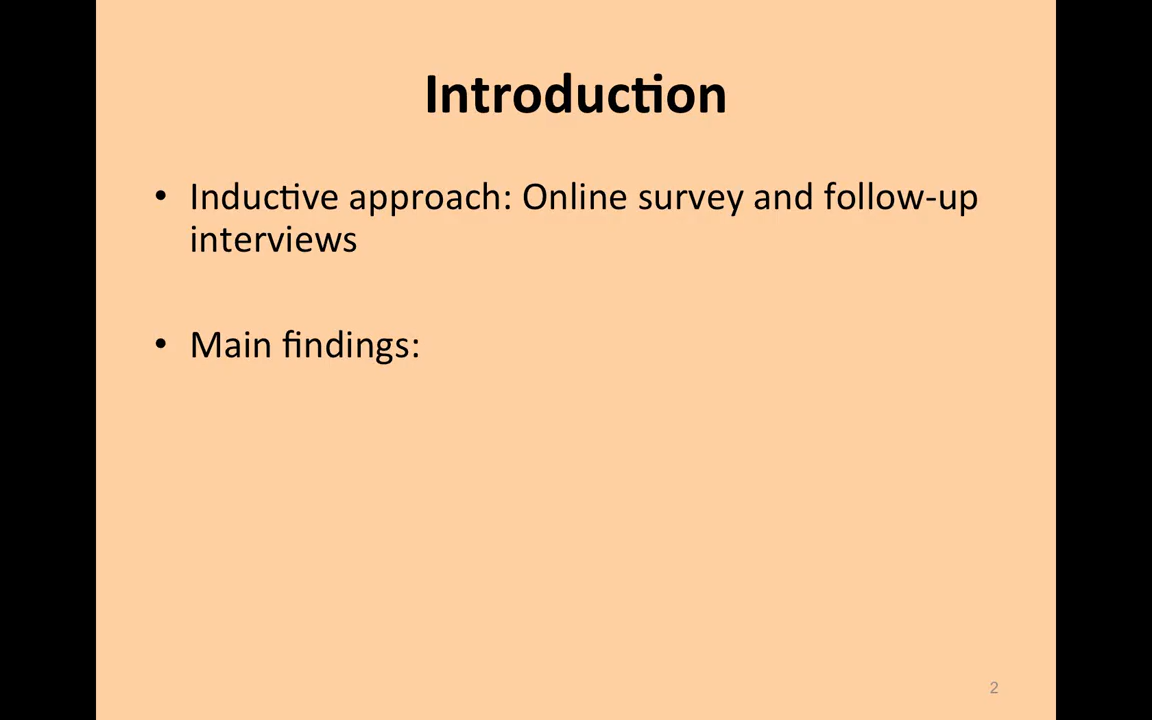 Introduction
• Inductive approach: Online survey and follow-up
interviews
• Main findings:
2